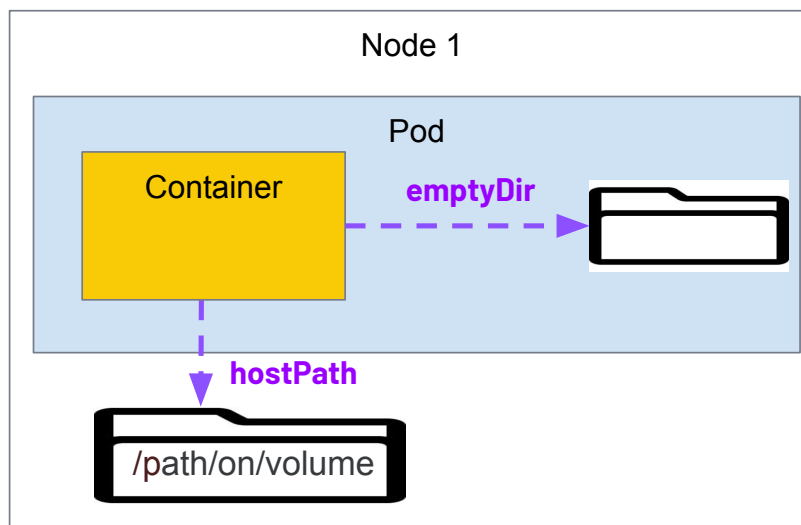 Node 1
Pod
Container
emptyDir
hostPath
/path/on/volume